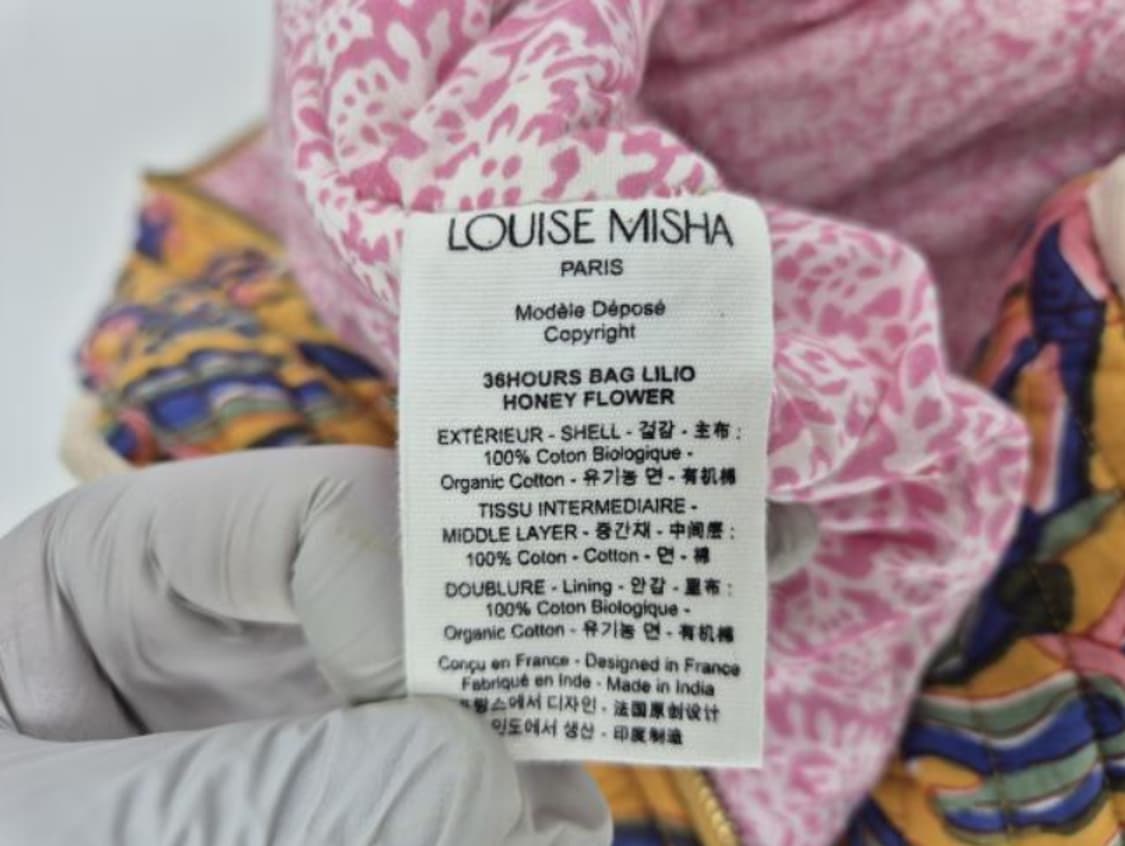 LOUISE MISHA
PARIS
Modèle Déposé
Copyright
36HOURS BAG LILIO
HONEY FLOWER
EXTÉRIEUR - SHELL - 겉감 - 主布 :
100% Coton Biologique -
Organic Cotton - 유기농 면 - 有机棉
TISSU INTERMEDIAIRE -
MIDDLE LAYER - 중간재 - 中间层 :
100% Coton - Cotton - 면 - 棉
DOUBLURE - Lining - 안감 - 里布 :
100% Coton Biologique -
Organic Cotton - 유기농 면 - 有机棉
Conçu en France - Designed in France
Fabriqué en Inde - Made in India
프랑스에서 디자인 - 法国原创设计
인도에서 생산 - 印度制造